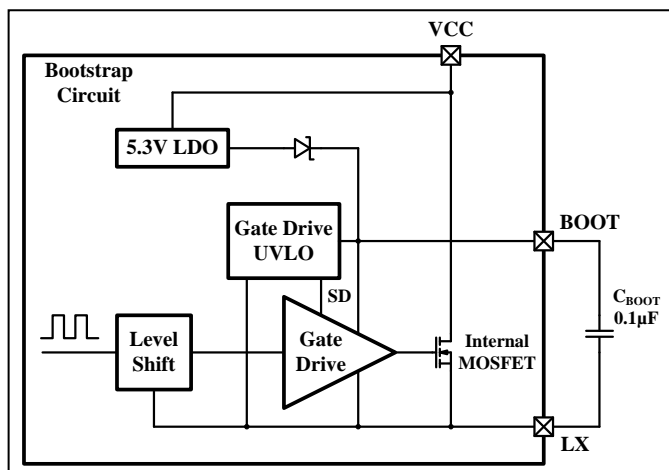 VCC
Bootstrap
Circuit
5.3V LDO
BOOT
Gate Drive
UVLO
SD
C_BOOT
0.1µF
Level
Shift
Gate
Drive
Internal
MOSFET
LX